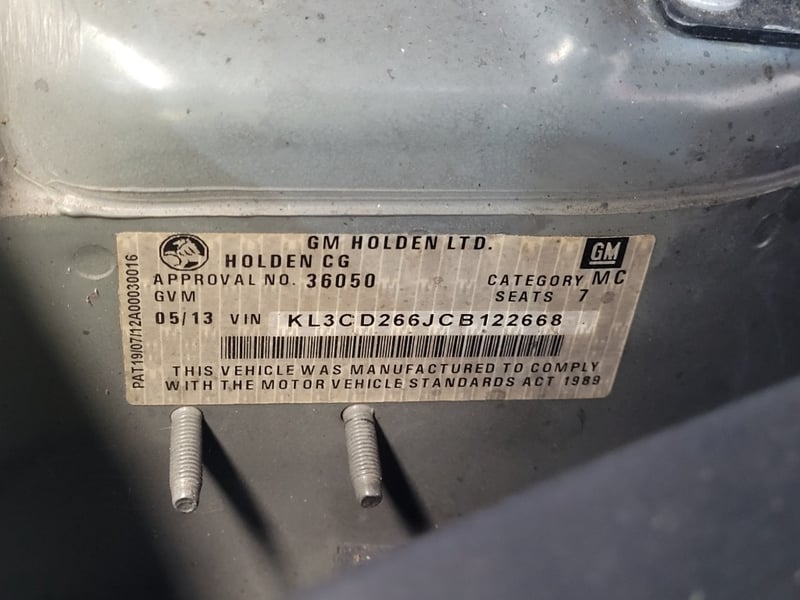 GM HOLDEN LTD.
HOLDEN CG
GM
APPROVAL NO. 36050
CATEGORY MC
GVM
SEATS 7
05/13 VIN KL3CD266JCB122668
THIS VEHICLE WAS MANUFACTURED TO COMPLY
WITH THE MOTOR VEHICLE STANDARDS ACT 1989
PAT19/07/12A00030016